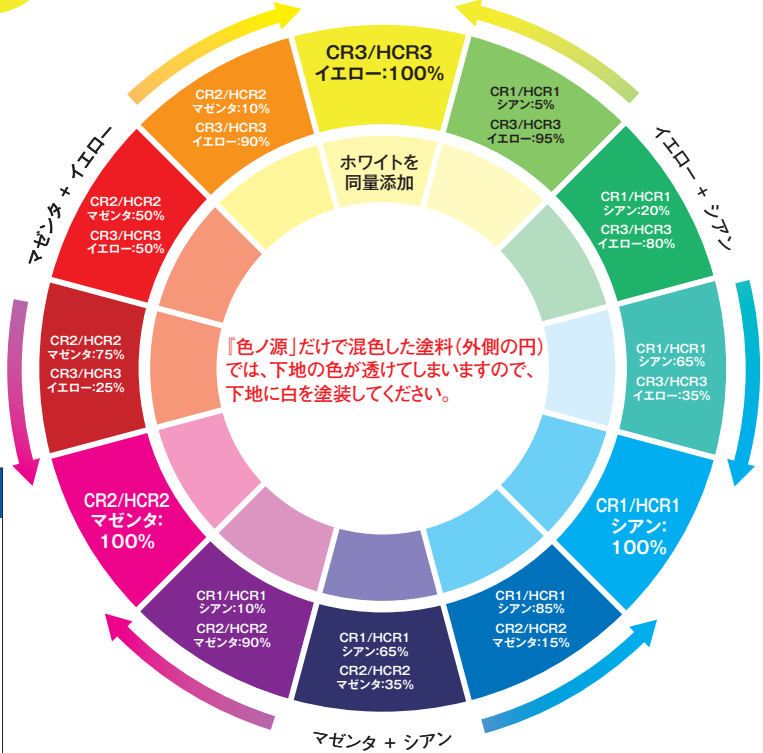 CR3/HCR3
イエロー:100%
CR1/HCR1
シアン:5%
CR3/HCR3
イエロー:95%
イエロー + シアン
CR1/HCR1
シアン:20%
CR3/HCR3
イエロー:80%
CR1/HCR1
シアン:65%
CR3/HCR3
イエロー:35%
CR1/HCR1
シアン:
100%
CR1/HCR1
シアン:85%
CR2/HCR2
マゼンタ:15%
CR1/HCR1
シアン:65%
CR2/HCR2
マゼンタ:35%
マゼンタ + シアン
CR1/HCR1
シアン:10%
CR2/HCR2
マゼンタ:90%
CR2/HCR2
マゼンタ:
100%
CR2/HCR2
マゼンタ:75%
CR3/HCR3
イエロー:25%
CR2/HCR2
マゼンタ:50%
CR3/HCR3
イエロー:50%
マゼンタ + イエロー
CR2/HCR2
マゼンタ:10%
CR3/HCR3
イエロー:90%
ホワイトを
同量添加
『色ノ源』だけで混色した塗料(外側の円)
では、下地の色が透けてしまいますので、
下地に白を塗装してください。